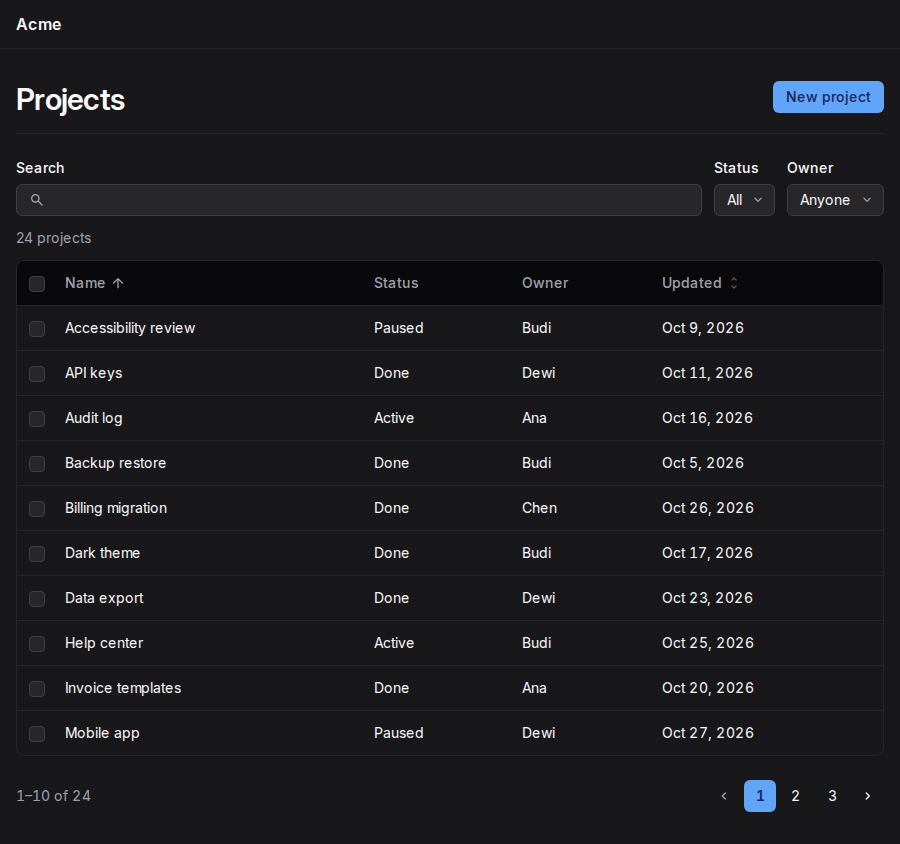 Acme
Projects
New project
Search
Status
Owner
All
Anyone
24 projects
Name Status Owner Updated
Accessibility review Paused Budi Oct 9, 2026
API keys Done Dewi Oct 11, 2026
Audit log Active Ana Oct 16, 2026
Backup restore Done Budi Oct 5, 2026
Billing migration Done Chen Oct 26, 2026
Dark theme Done Budi Oct 17, 2026
Data export Done Dewi Oct 23, 2026
Help center Active Budi Oct 25, 2026
Invoice templates Done Ana Oct 20, 2026
Mobile app Paused Dewi Oct 27, 2026
1–10 of 24
1 2 3